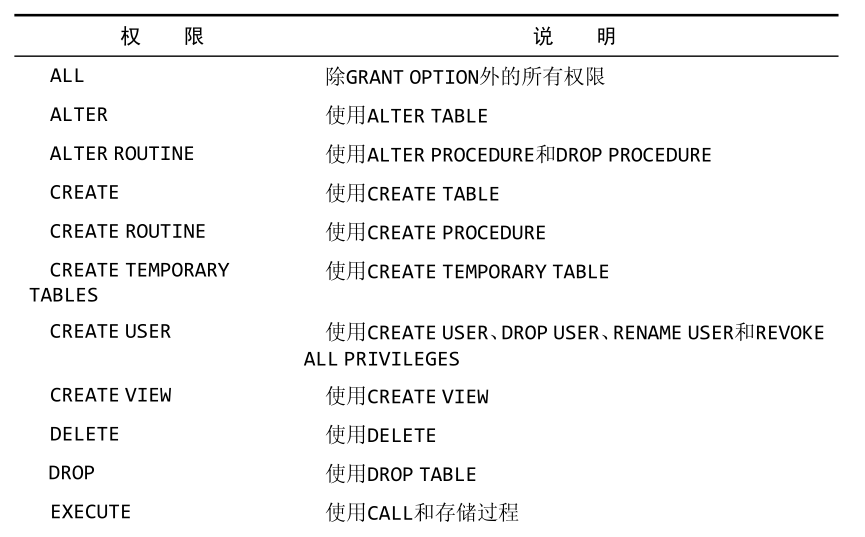 权 限 说 明
ALL 除GRANT OPTION外的所有权限
ALTER 使用ALTER TABLE
ALTER ROUTINE 使用ALTER PROCEDURE和DROP PROCEDURE
CREATE 使用CREATE TABLE
CREATE ROUTINE 使用CREATE PROCEDURE
CREATE TEMPORARY 使用CREATE TEMPORARY TABLE
TABLES
CREATE USER 使用CREATE USER、DROP USER、RENAME USER和REVOKE
ALL PRIVILEGES
CREATE VIEW 使用CREATE VIEW
DELETE 使用DELETE
DROP 使用DROP TABLE
EXECUTE 使用CALL和存储过程